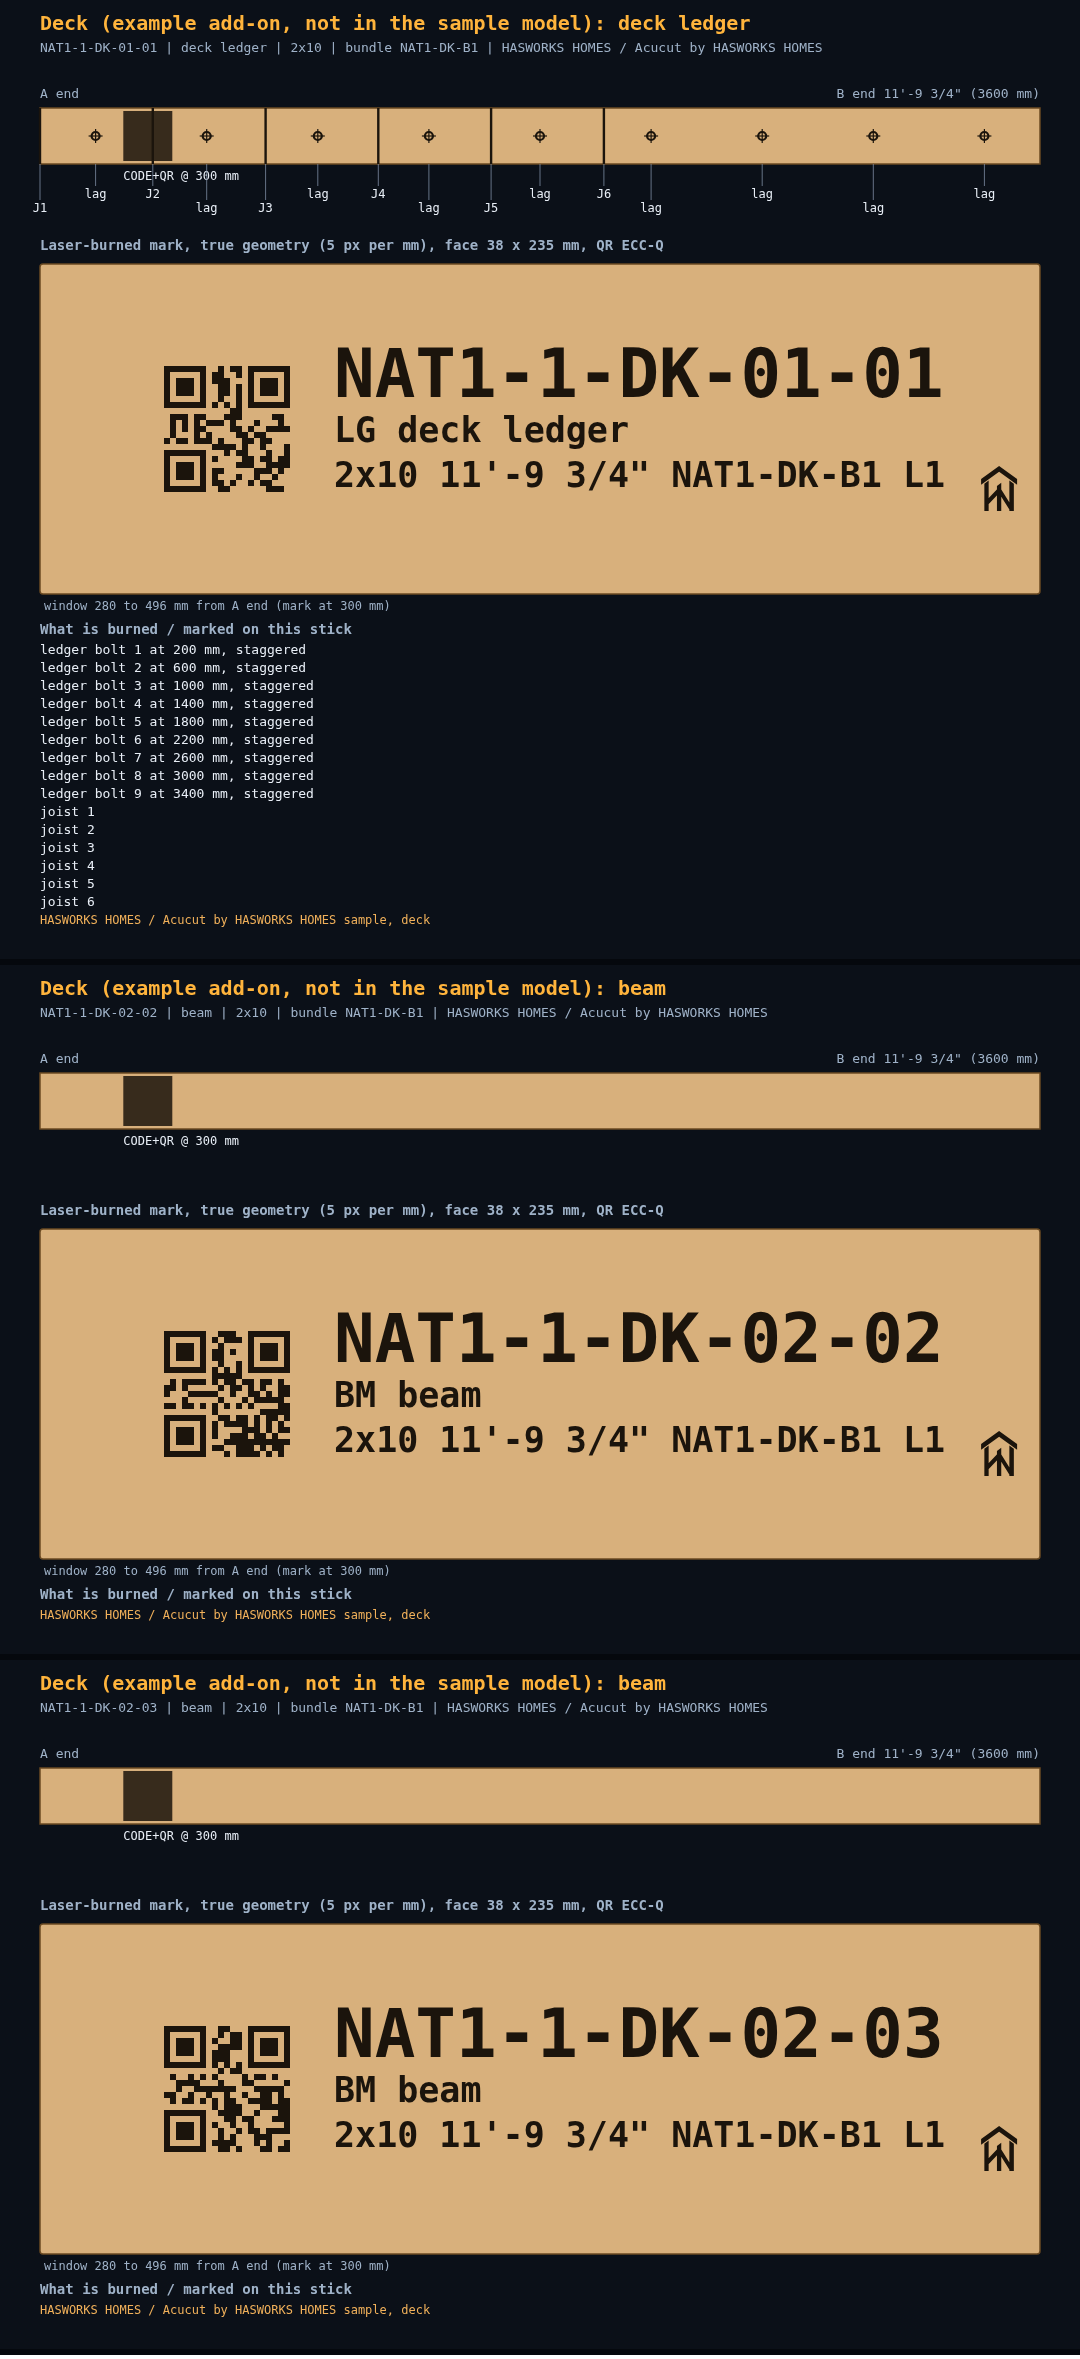 Deck (example add-on, not in the sample model): deck ledger
NAT1-1-DK-01-01 | deck ledger | 2x10 | bundle NAT1-DK-B1 | HASWORKS HOMES / Acucut by HASWORKS HOMES
A end B end 11'-9 3/4" (3600 mm)
CODE+QR @ 300 mm
lag J2 lag J4 lag J6 lag lag
J1 lag J3 lag J5 lag lag
Laser-burned mark, true geometry (5 px per mm), face 38 x 235 mm, QR ECC-Q
NAT1-1-DK-01-01
LG deck ledger
2x10 11'-9 3/4" NAT1-DK-B1 L1
window 280 to 496 mm from A end (mark at 300 mm)
What is burned / marked on this stick
ledger bolt 1 at 200 mm, staggered
ledger bolt 2 at 600 mm, staggered
ledger bolt 3 at 1000 mm, staggered
ledger bolt 4 at 1400 mm, staggered
ledger bolt 5 at 1800 mm, staggered
ledger bolt 6 at 2200 mm, staggered
ledger bolt 7 at 2600 mm, staggered
ledger bolt 8 at 3000 mm, staggered
ledger bolt 9 at 3400 mm, staggered
joist 1
joist 2
joist 3
joist 4
joist 5
joist 6
HASWORKS HOMES / Acucut by HASWORKS HOMES sample, deck
Deck (example add-on, not in the sample model): beam
NAT1-1-DK-02-02 | beam | 2x10 | bundle NAT1-DK-B1 | HASWORKS HOMES / Acucut by HASWORKS HOMES
A end B end 11'-9 3/4" (3600 mm)
CODE+QR @ 300 mm
Laser-burned mark, true geometry (5 px per mm), face 38 x 235 mm, QR ECC-Q
NAT1-1-DK-02-02
BM beam
2x10 11'-9 3/4" NAT1-DK-B1 L1
window 280 to 496 mm from A end (mark at 300 mm)
What is burned / marked on this stick
HASWORKS HOMES / Acucut by HASWORKS HOMES sample, deck
Deck (example add-on, not in the sample model): beam
NAT1-1-DK-02-03 | beam | 2x10 | bundle NAT1-DK-B1 | HASWORKS HOMES / Acucut by HASWORKS HOMES
A end B end 11'-9 3/4" (3600 mm)
CODE+QR @ 300 mm
Laser-burned mark, true geometry (5 px per mm), face 38 x 235 mm, QR ECC-Q
NAT1-1-DK-02-03
BM beam
2x10 11'-9 3/4" NAT1-DK-B1 L1
window 280 to 496 mm from A end (mark at 300 mm)
What is burned / marked on this stick
HASWORKS HOMES / Acucut by HASWORKS HOMES sample, deck